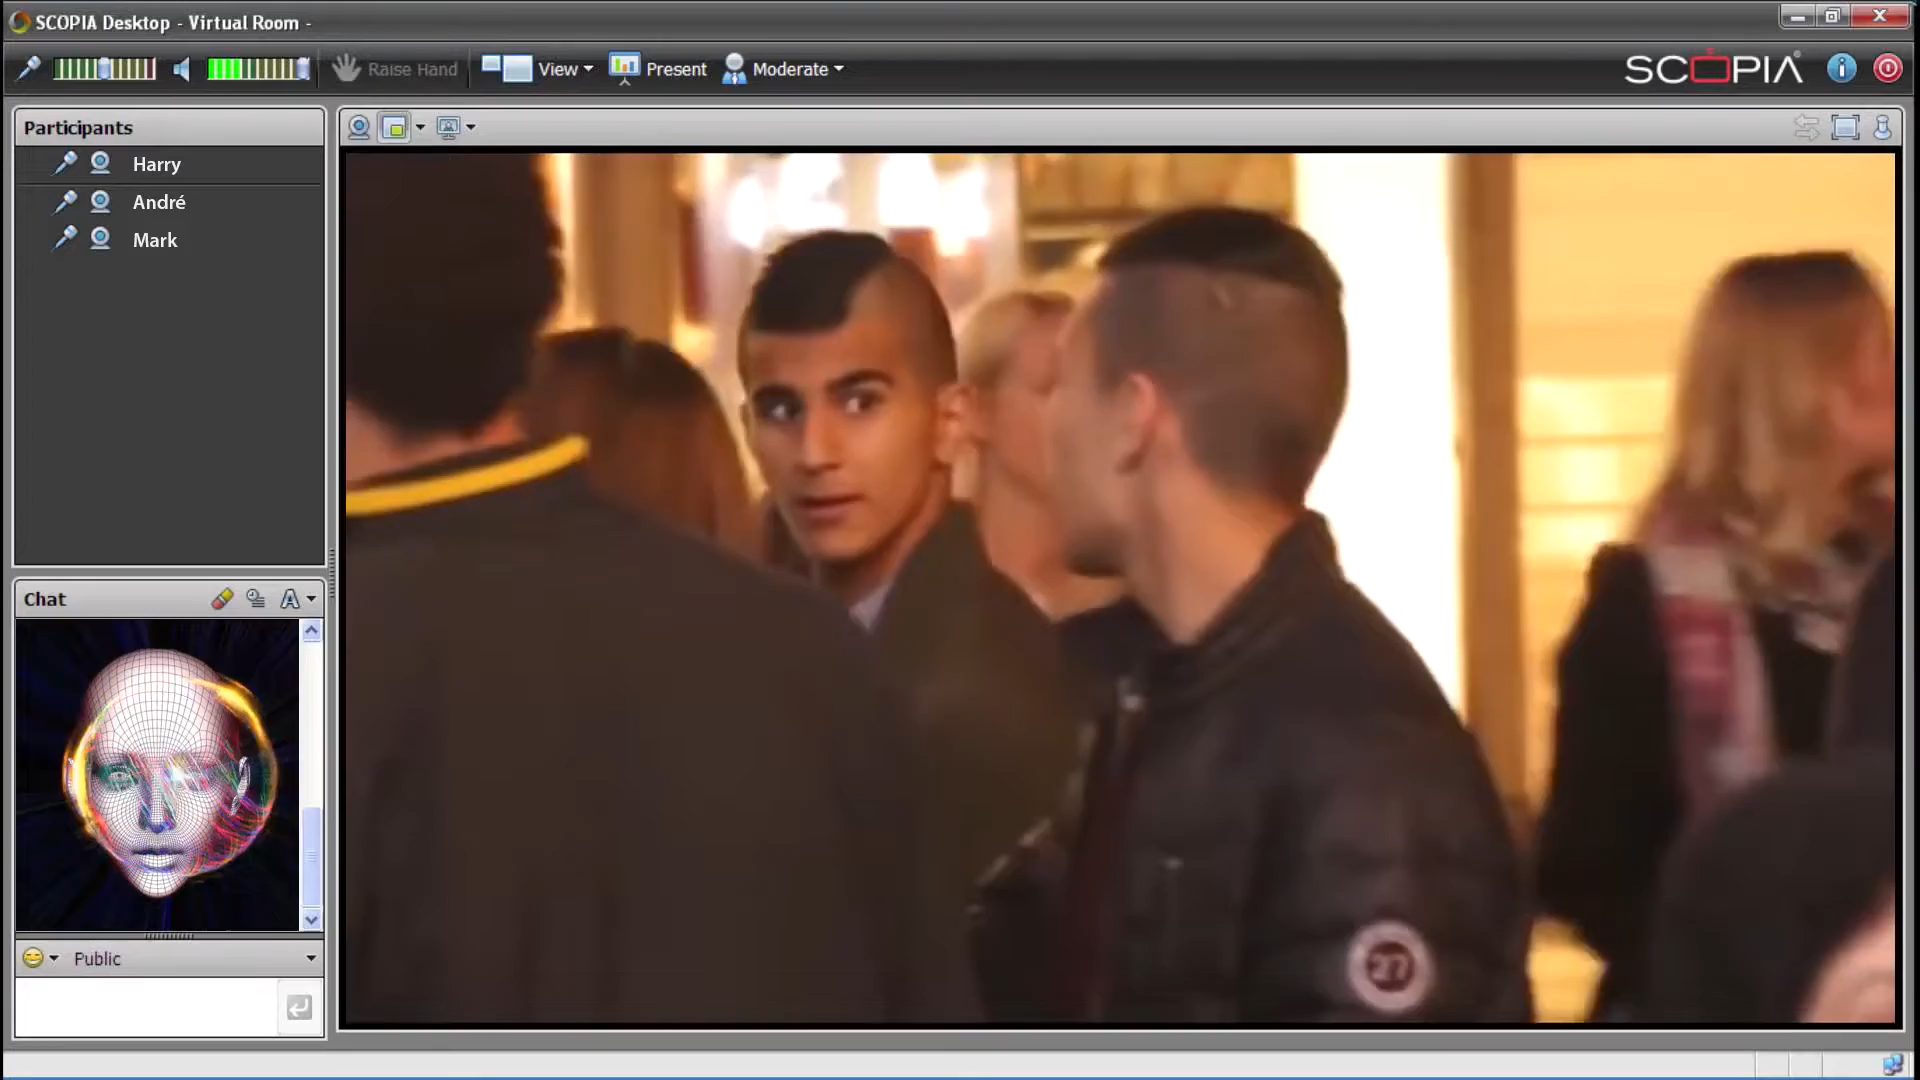 SCOPIA Desktop - Virtual Room -
Raise Hand
View
Present
Moderate
SCOPIA
Participants
Harry
André
Mark
Chat
Public
27